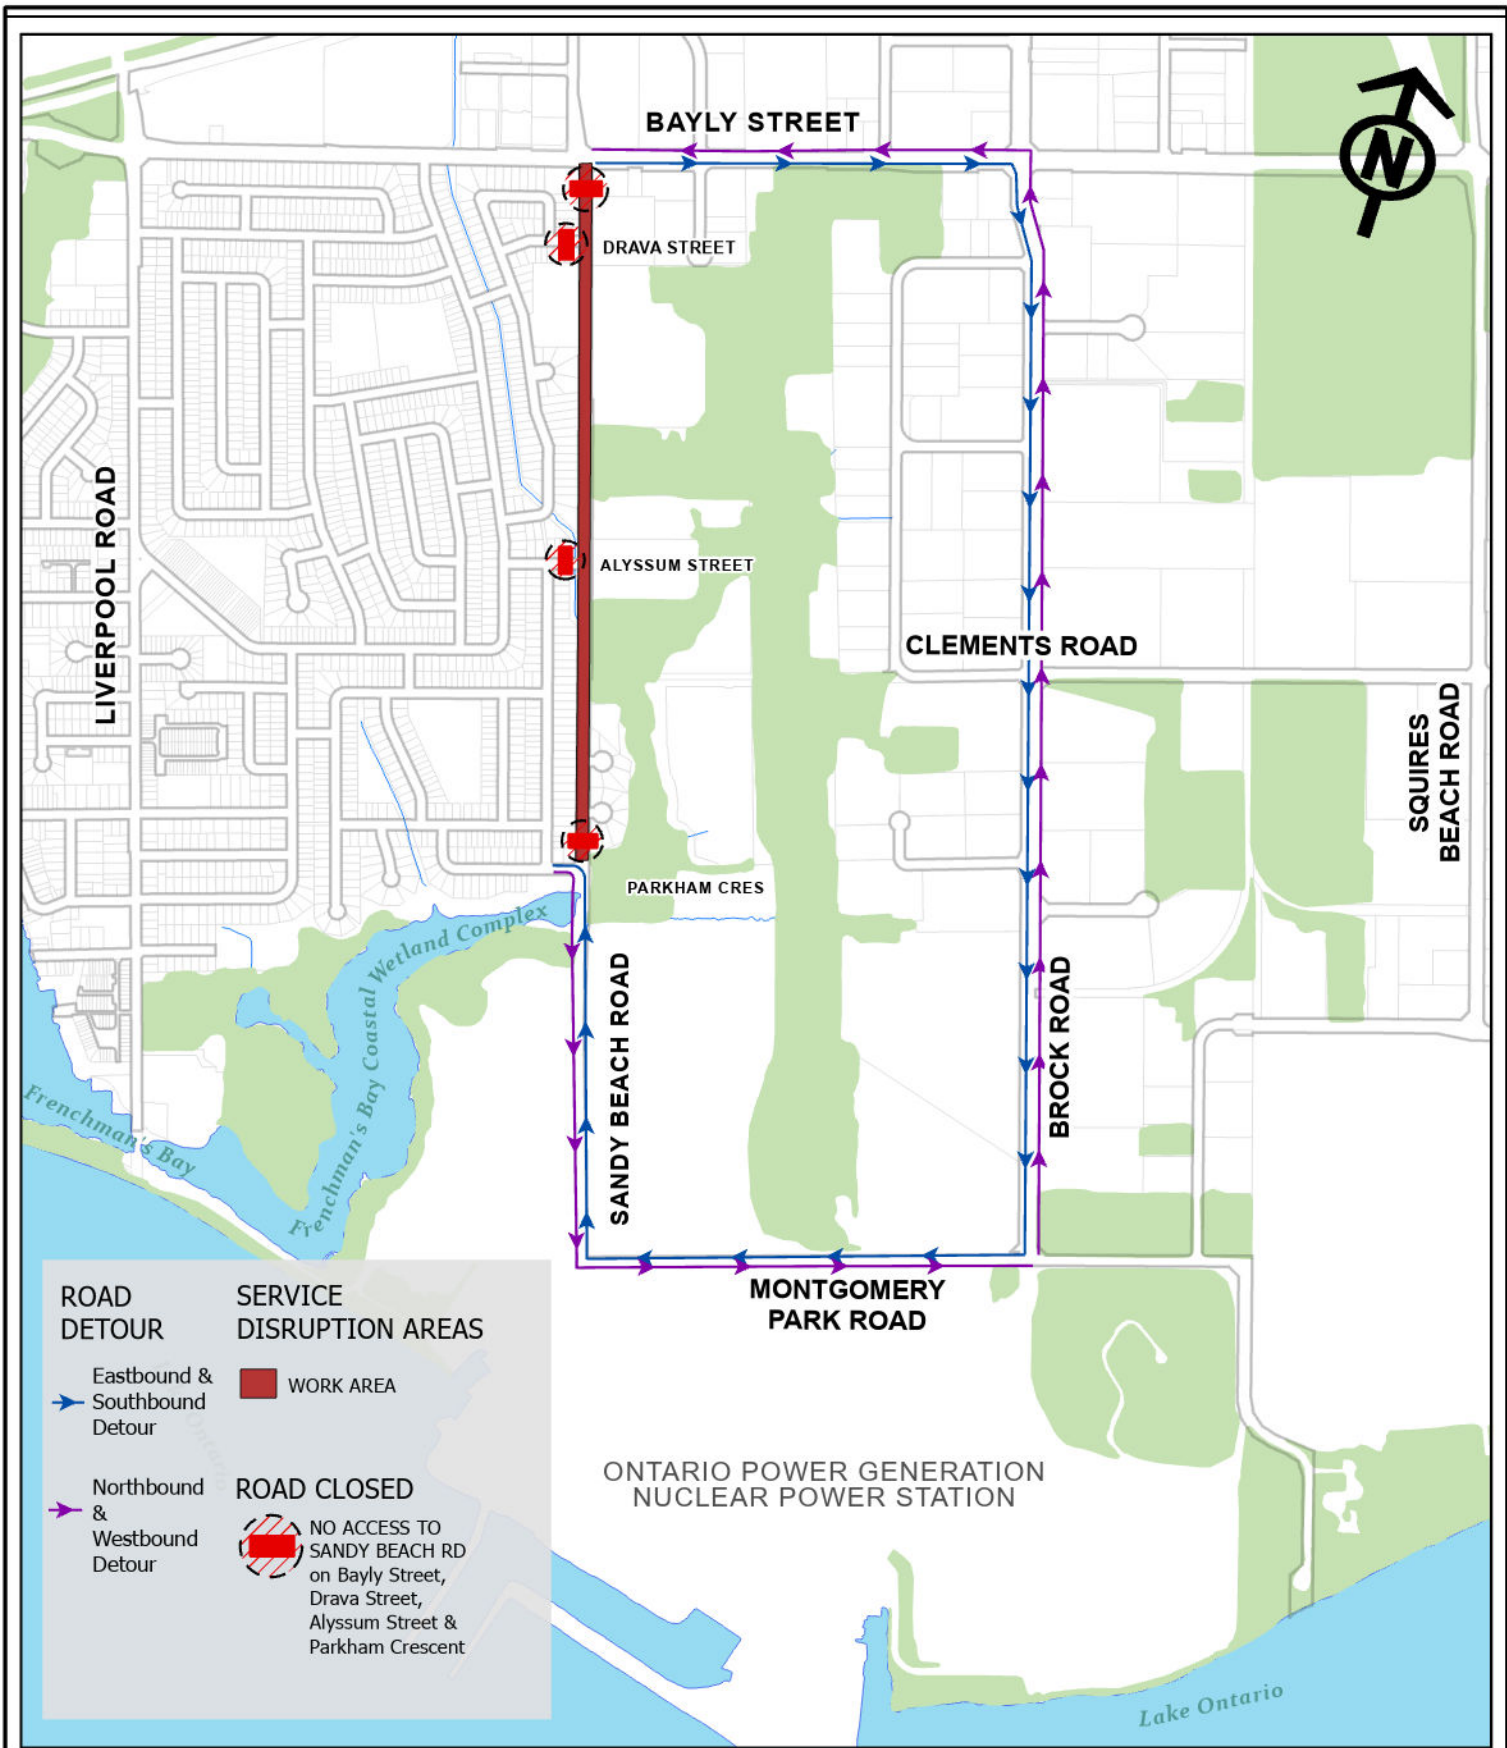 BAYLY STREET
N
DRAVA STREET
ALYSSUM STREET
LIVERPOOL ROAD
CLEMENTS ROAD
SQUIRES
BEACH ROAD
PARKHAM CRES
Frenchman's Bay Coastal Wetland Complex
SANDY BEACH ROAD
BROCK ROAD
Frenchman's Bay
MONTGOMERY
PARK ROAD
ROAD
DETOUR
Eastbound &
Southbound
Detour
Northbound
&
Westbound
Detour
SERVICE
DISRUPTION AREAS
WORK AREA
ROAD CLOSED
NO ACCESS TO
SANDY BEACH RD
on Bayly Street,
Drava Street,
Alyssum Street &
Parkham Crescent
ONTARIO POWER GENERATION
NUCLEAR POWER STATION
Lake Ontario